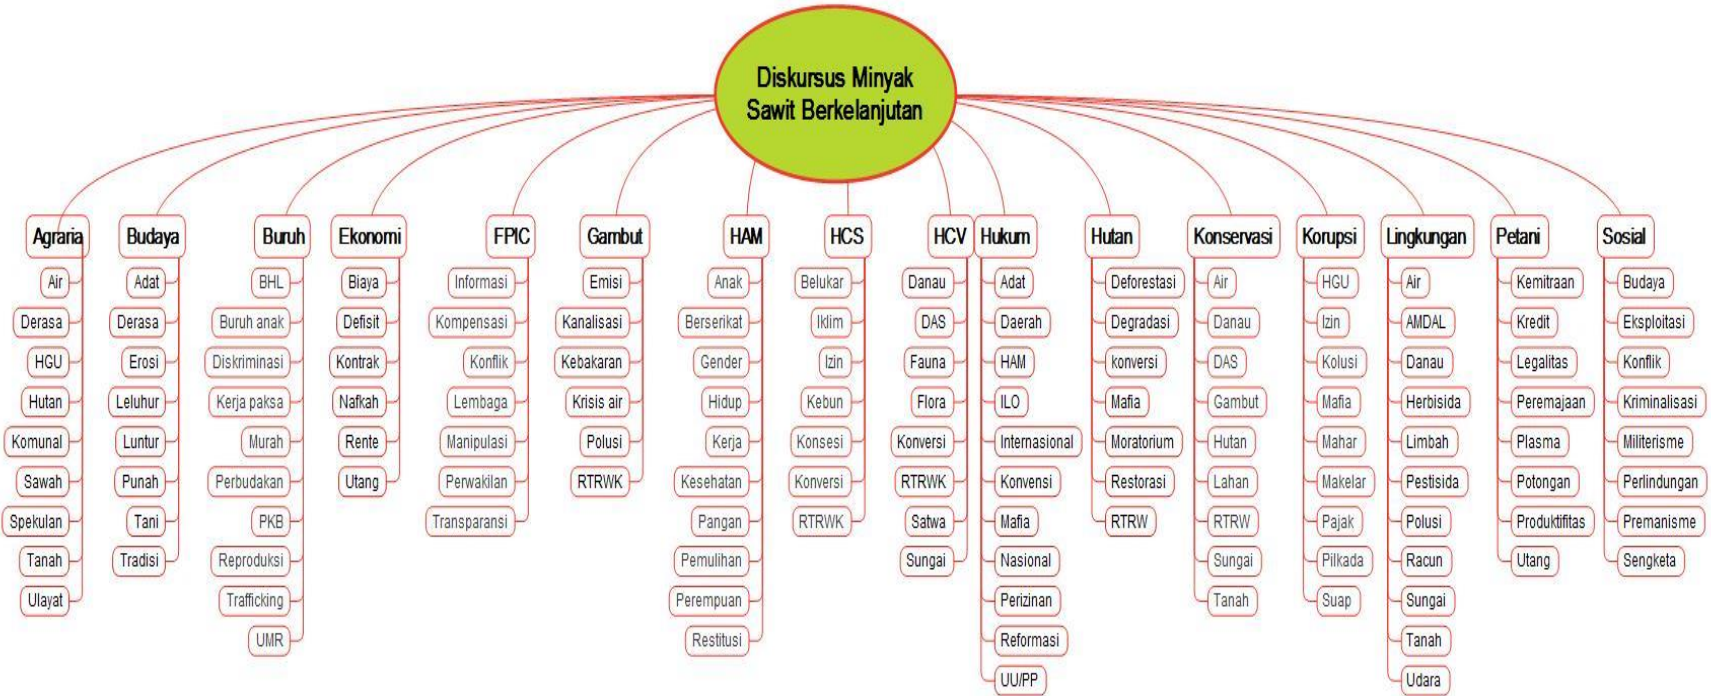 Diskursus Minyak
Sawit Berkelanjutan
Agraria
Air
Derasa
HGU
Hutan
Komunal
Sawah
Spekulan
Tanah
Ulayat
Budaya
Adat
Derasa
Erosi
Leluhur
Luntur
Punah
Tani
Tradisi
Buruh
BHL
Buruh anak
Diskriminasi
Kerja paksa
Murah
Perbudakan
PKB
Reproduksi
Trafficking
UMR
Ekonomi
Biaya
Defisit
Kontrak
Nafkah
Rente
Utang
FPIC
Informasi
Kompensasi
Konflik
Lembaga
Manipulasi
Perwakilan
Transparansi
Gambut
Emisi
Kanalisasi
Kebakaran
Krisis air
Polusi
RTRWK
HAM
Anak
Berserikat
Gender
Hidup
Kerja
Kesehatan
Pangan
Pemulihan
Perempuan
Restitusi
HCS
Belukar
Iklim
Izin
Kebun
Konsesi
Konversi
RTRWK
HCV
Danau
DAS
Fauna
Flora
Konversi
RTRWK
Satwa
Sungai
Hukum
Adat
Daerah
HAM
ILO
Internasional
Konvensi
Mafia
Nasional
Perizinan
Reformasi
UU/PP
Hutan
Deforestasi
Degradasi
konversi
Mafia
Moratorium
Restorasi
RTRW
Konservasi
Air
Danau
DAS
Gambut
Hutan
Lahan
RTRW
Sungai
Tanah
Korupsi
HGU
Izin
Kolusi
Mafia
Mahar
Makelar
Pajak
Pilkada
Suap
Lingkungan
Air
AMDAL
Danau
Herbisida
Limbah
Pestisida
Polusi
Racun
Sungai
Tanah
Udara
Petani
Kemitraan
Kredit
Legalitas
Peremajaan
Plasma
Potongan
Produktifitas
Utang
Sosial
Budaya
Eksploitasi
Konflik
Kriminalisasi
Militerisme
Perlindungan
Premanisme
Sengketa